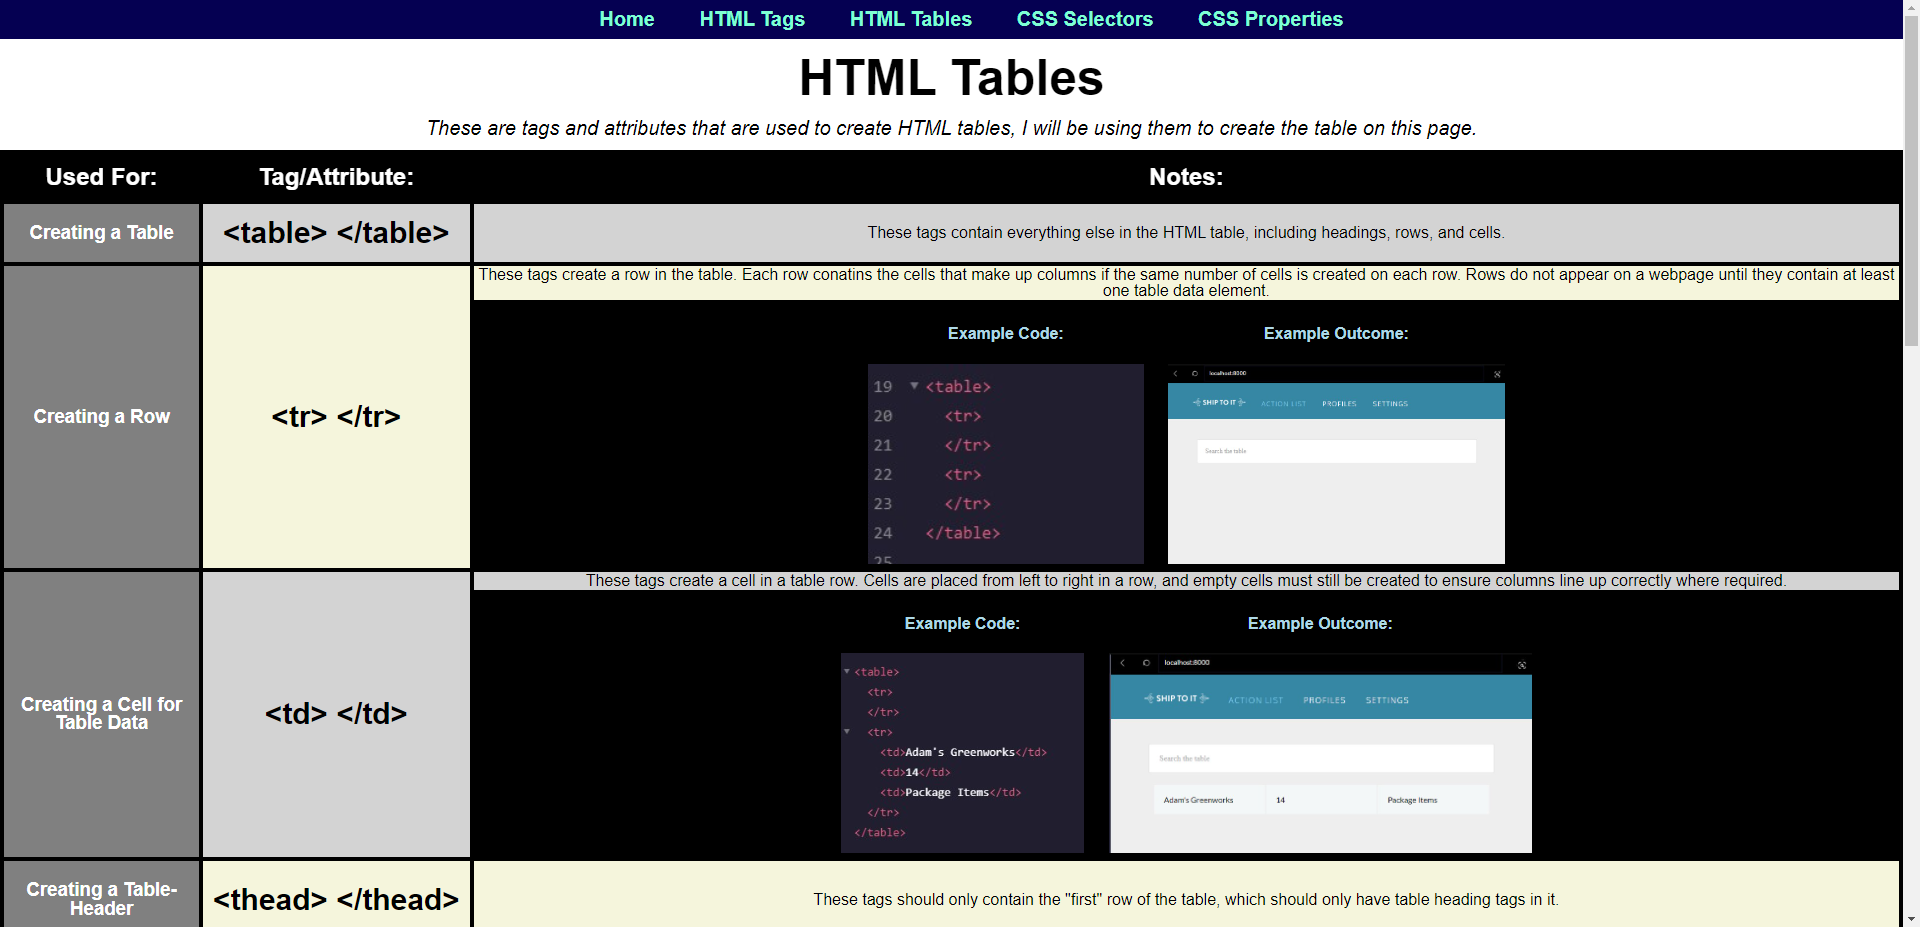 Home HTML Tags HTML Tables CSS Selectors CSS Properties
HTML Tables
These are tags and attributes that are used to create HTML tables, I will be using them to create the table on this page.
Used For: Tag/Attribute: Notes:
Creating a Table <table> </table> These tags contain everything else in the HTML table, including headings, rows, and cells.
Creating a Row <tr> </tr>
These tags create a row in the table. Each row conatins the cells that make up columns if the same number of cells is created on each row. Rows do not appear on a webpage until they contain at least
one table data element.
Example Code:
19 <table>
20 <tr>
21 </tr>
22 <tr>
23 </tr>
24 </table>
25
Example Outcome:
localhost:8000
SHIP TO IT ACTION LIST PROFILES SETTINGS
Search the table
Creating a Cell for
Table Data
<td> </td>
These tags create a cell in a table row. Cells are placed from left to right in a row, and empty cells must still be created to ensure columns line up correctly where required.
Example Code:
<table>
<tr>
</tr>
<tr>
<td>Adam's Greenworks</td>
<td>14</td>
<td>Package Items</td>
</tr>
</table>
Example Outcome:
localhost:8000
SHIP TO IT ACTION LIST PROFILES SETTINGS
Search the table
Adam's Greenworks 14 Package Items
Creating a Table-
Header
<thead> </thead>
These tags should only contain the "first" row of the table, which should only have table heading tags in it.